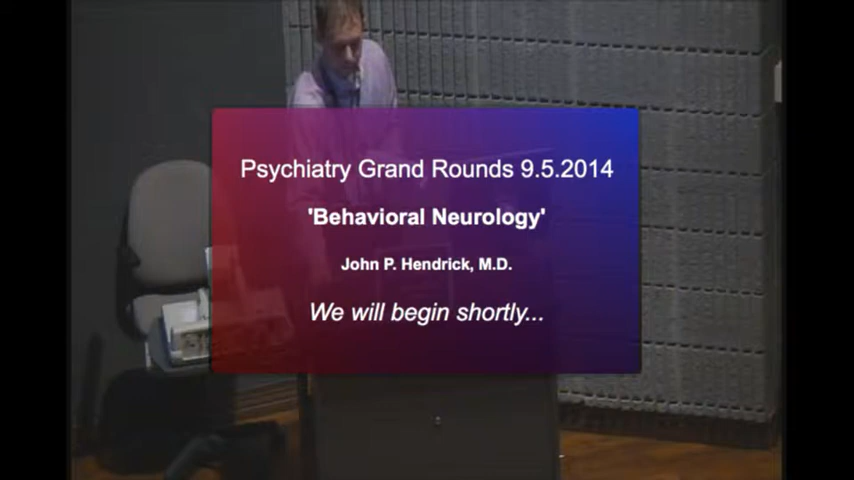 Psychiatry Grand Rounds 9.5.2014
'Behavioral Neurology'
John P. Hendrick, M.D.
We will begin shortly...